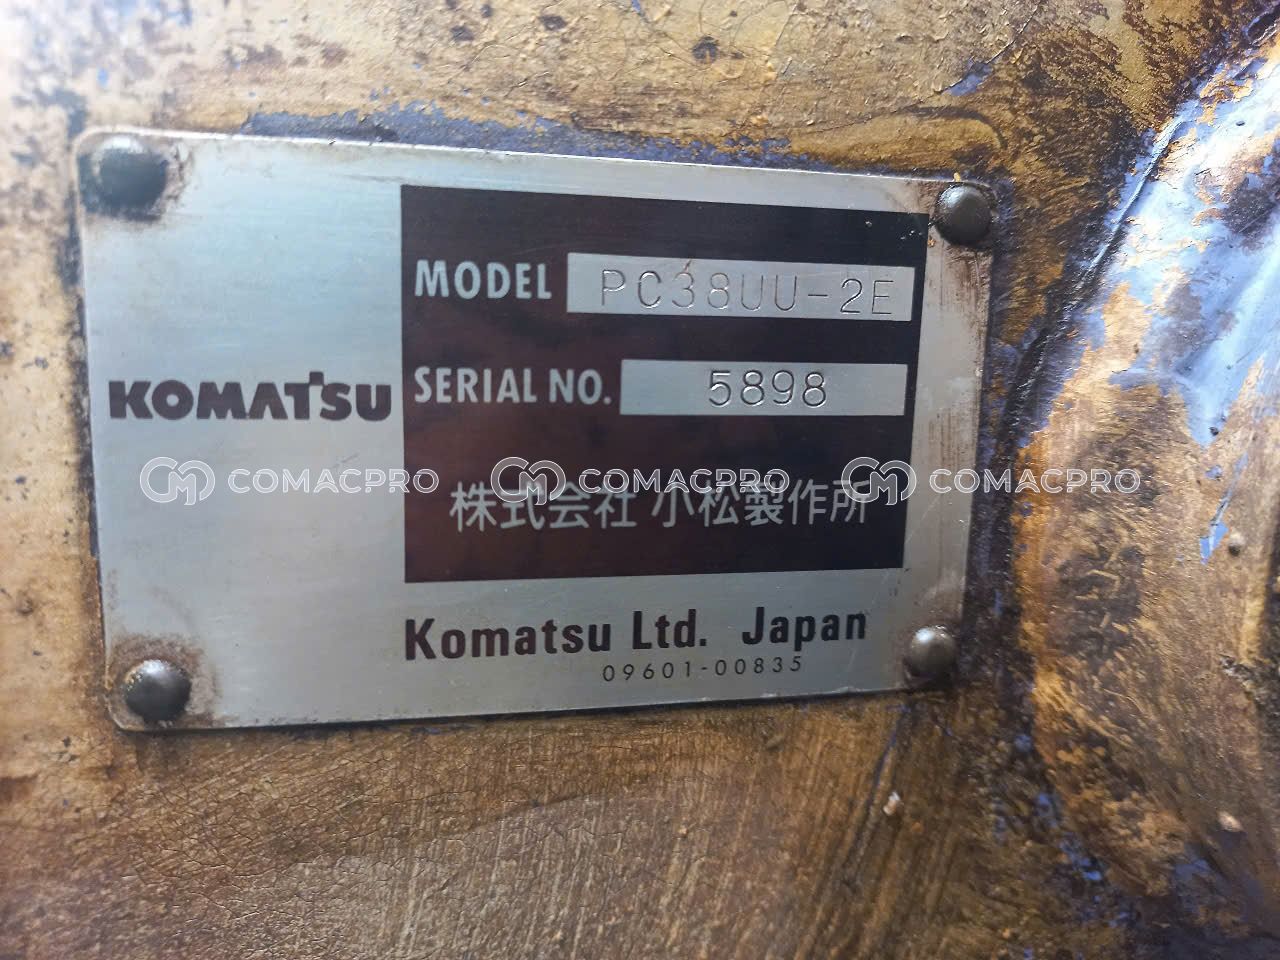 MODEL PC38UU-2E
KOMATSU SERIAL NO. 5898
COMACPRO COMACPRO COMACPRO
株式会社 小松製作所
Komatsu Ltd. Japan
09601-00835